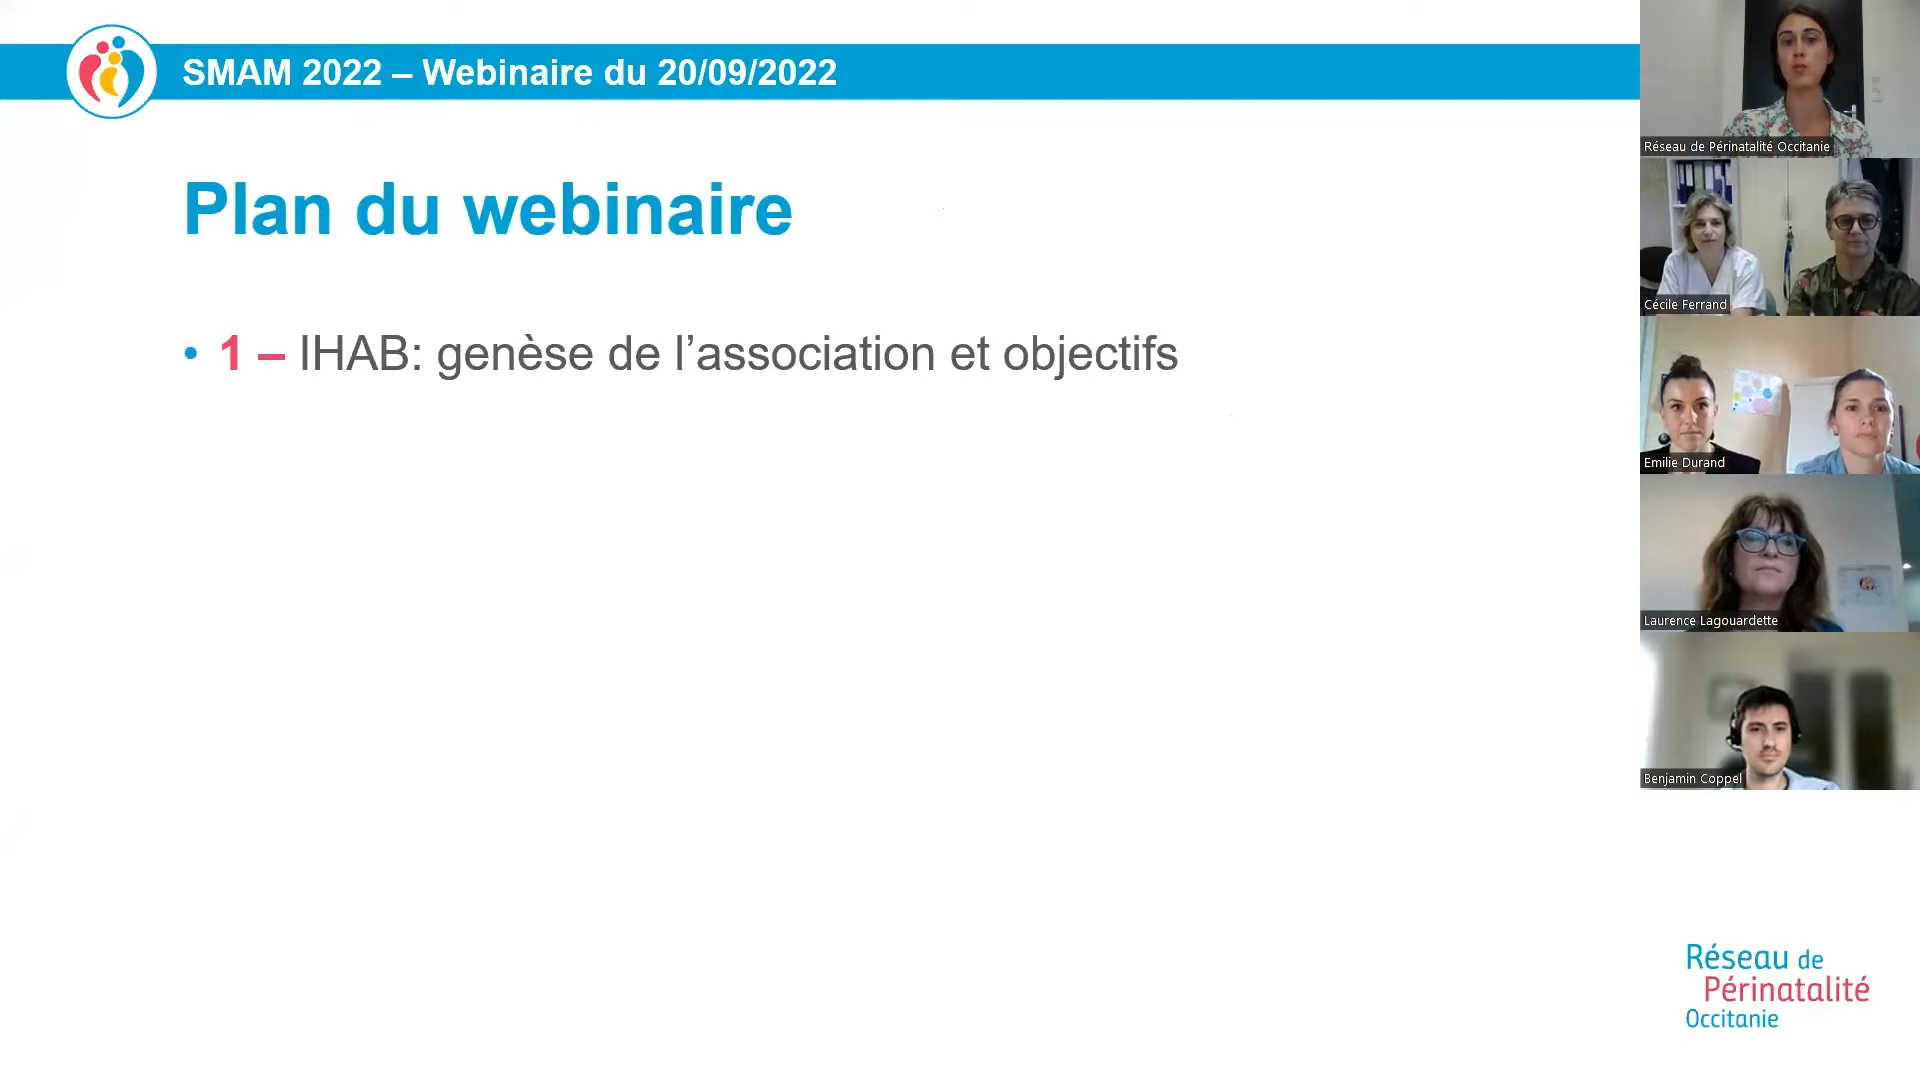 SMAM 2022 – Webinaire du 20/09/2022
Plan du webinaire
• 1 – IHAB: genèse de l’association et objectifs
Réseau de Périnatalité Occitanie
Cécile Ferrand
Emilie Durand
Laurence Lagouardette
Benjamin Coppel
Réseau de
Périnatalité
Occitanie